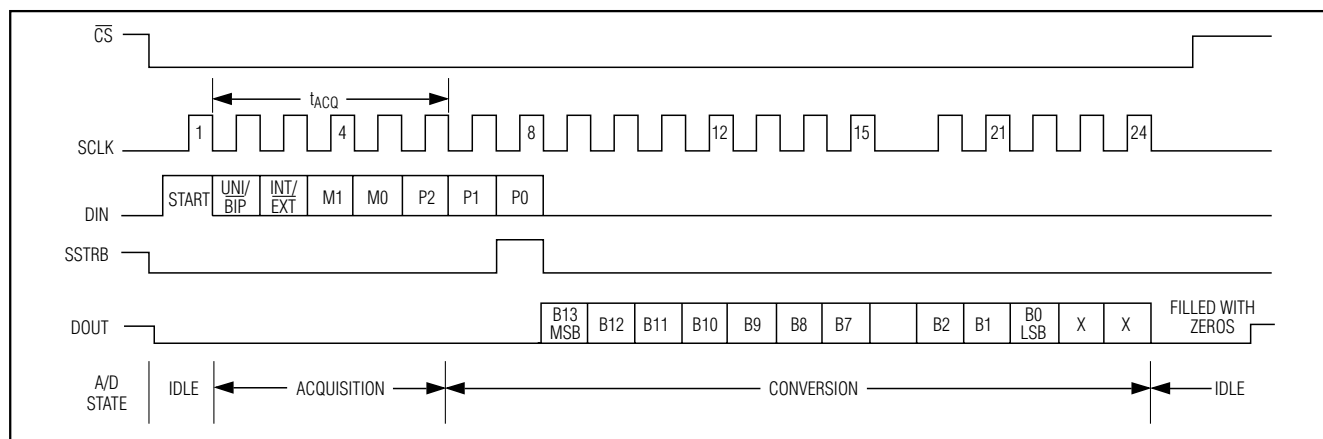 CS
tACQ
SCLK 1 4 8 12 15 21 24
DIN START UNI/BIP INT/EXT M1 M0 P2 P1 P0
SSTRB
DOUT B13 MSB B12 B11 B10 B9 B8 B7 B2 B1 B0 LSB X X FILLED WITH ZEROS
A/D STATE IDLE ACQUISITION CONVERSION IDLE